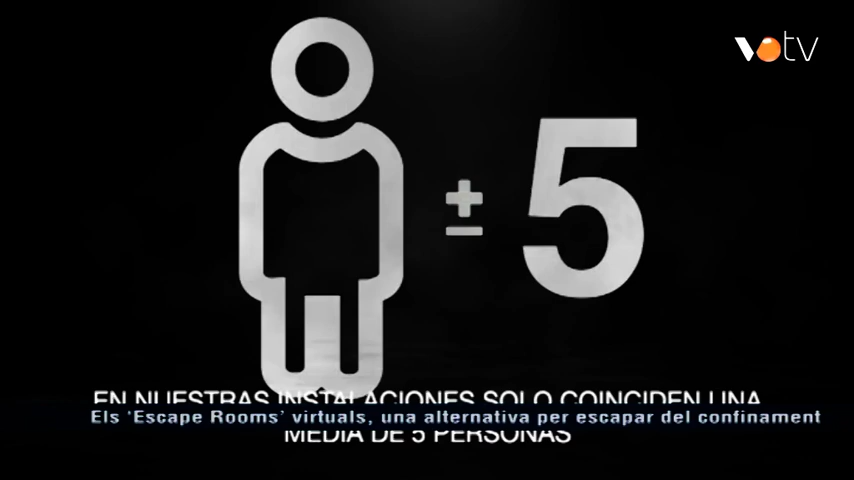 votv
± 5
EN NUESTRAS INSTALACIONES SOLO COINCIDEN UNA
Els 'Escape Rooms' virtuals, una alternativa per escapar del confinament
MEDIA DE 5 PERSONAS